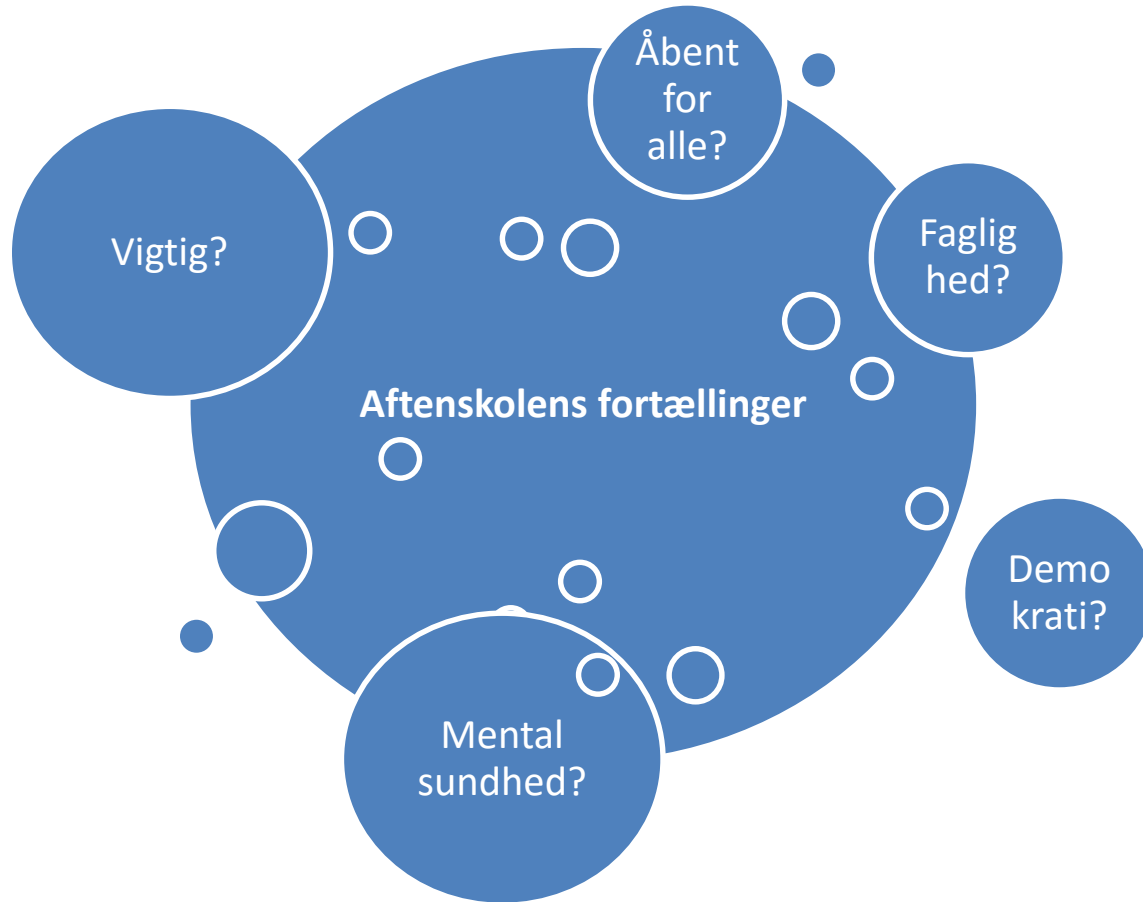 Åbent
for
alle?
Vigtig?
Faglig
hed?
Aftenskolens fortællinger
Demo
krati?
Mental
sundhed?